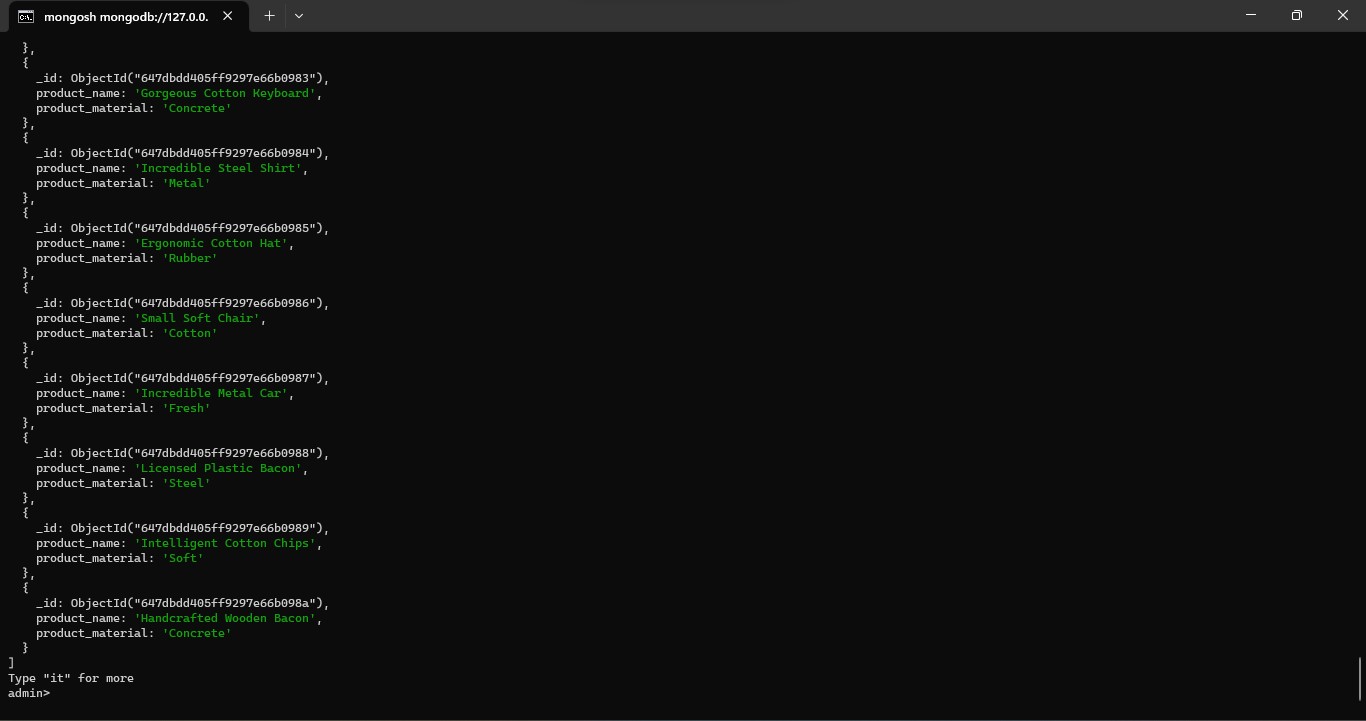 mongosh mongodb://127.0.0.
},
{
_id: ObjectId("647dbdd405ff9297e66b0983"),
product_name: 'Gorgeous Cotton Keyboard',
product_material: 'Concrete'
},
{
_id: ObjectId("647dbdd405ff9297e66b0984"),
product_name: 'Incredible Steel Shirt',
product_material: 'Metal'
},
{
_id: ObjectId("647dbdd405ff9297e66b0985"),
product_name: 'Ergonomic Cotton Hat',
product_material: 'Rubber'
},
{
_id: ObjectId("647dbdd405ff9297e66b0986"),
product_name: 'Small Soft Chair',
product_material: 'Cotton'
},
{
_id: ObjectId("647dbdd405ff9297e66b0987"),
product_name: 'Incredible Metal Car',
product_material: 'Fresh'
},
{
_id: ObjectId("647dbdd405ff9297e66b0988"),
product_name: 'Licensed Plastic Bacon',
product_material: 'Steel'
},
{
_id: ObjectId("647dbdd405ff9297e66b0989"),
product_name: 'Intelligent Cotton Chips',
product_material: 'Soft'
},
{
_id: ObjectId("647dbdd405ff9297e66b098a"),
product_name: 'Handcrafted Wooden Bacon',
product_material: 'Concrete'
}
]
Type "it" for more
admin>